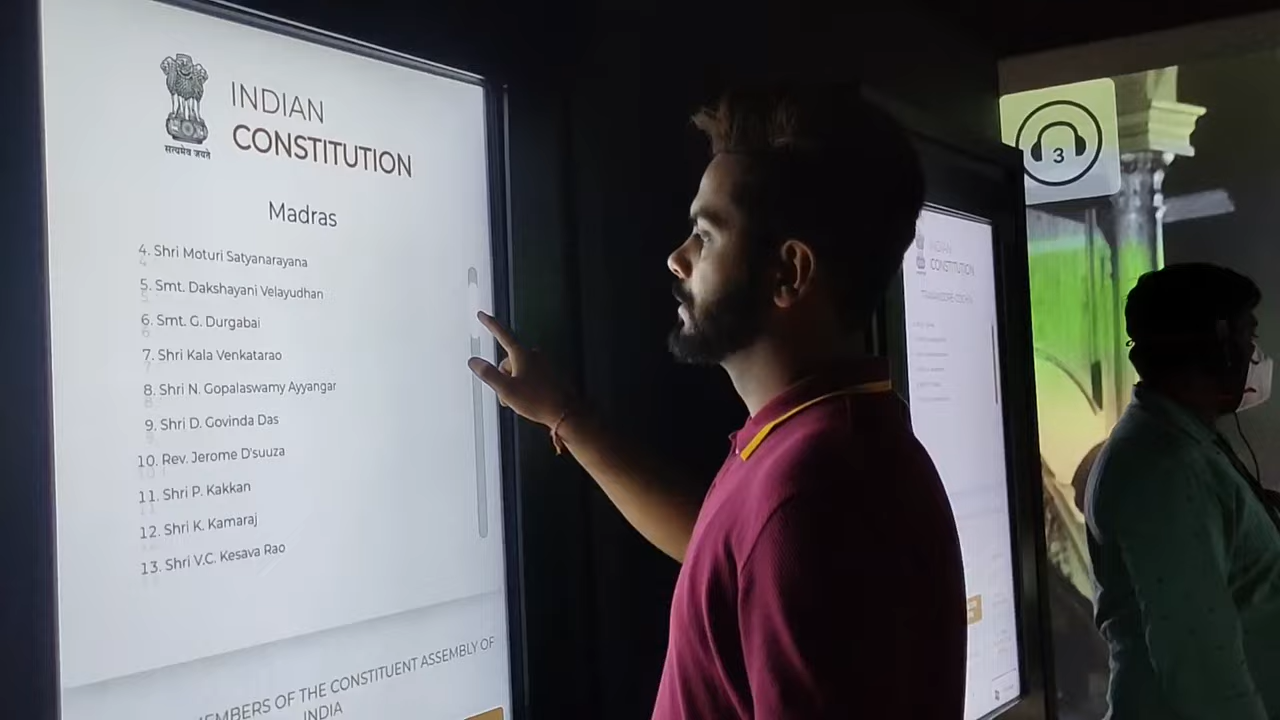 सत्यमेव जयते
INDIAN
CONSTITUTION
Madras
4. Shri Moturi Satyanarayana
5. Smt. Dakshayani Velayudhan
6. Smt. G. Durgabai
7. Shri Kala Venkatarao
8. Shri N. Gopalaswamy Ayyangar
9. Shri D. Govinda Das
10. Rev. Jerome D'suuza
11. Shri P. Kakkan
12. Shri K. Kamaraj
13. Shri V.C. Kesava Rao
MEMBERS OF THE CONSTITUENT ASSEMBLY OF
INDIA
INDIAN
CONSTITUTION
3